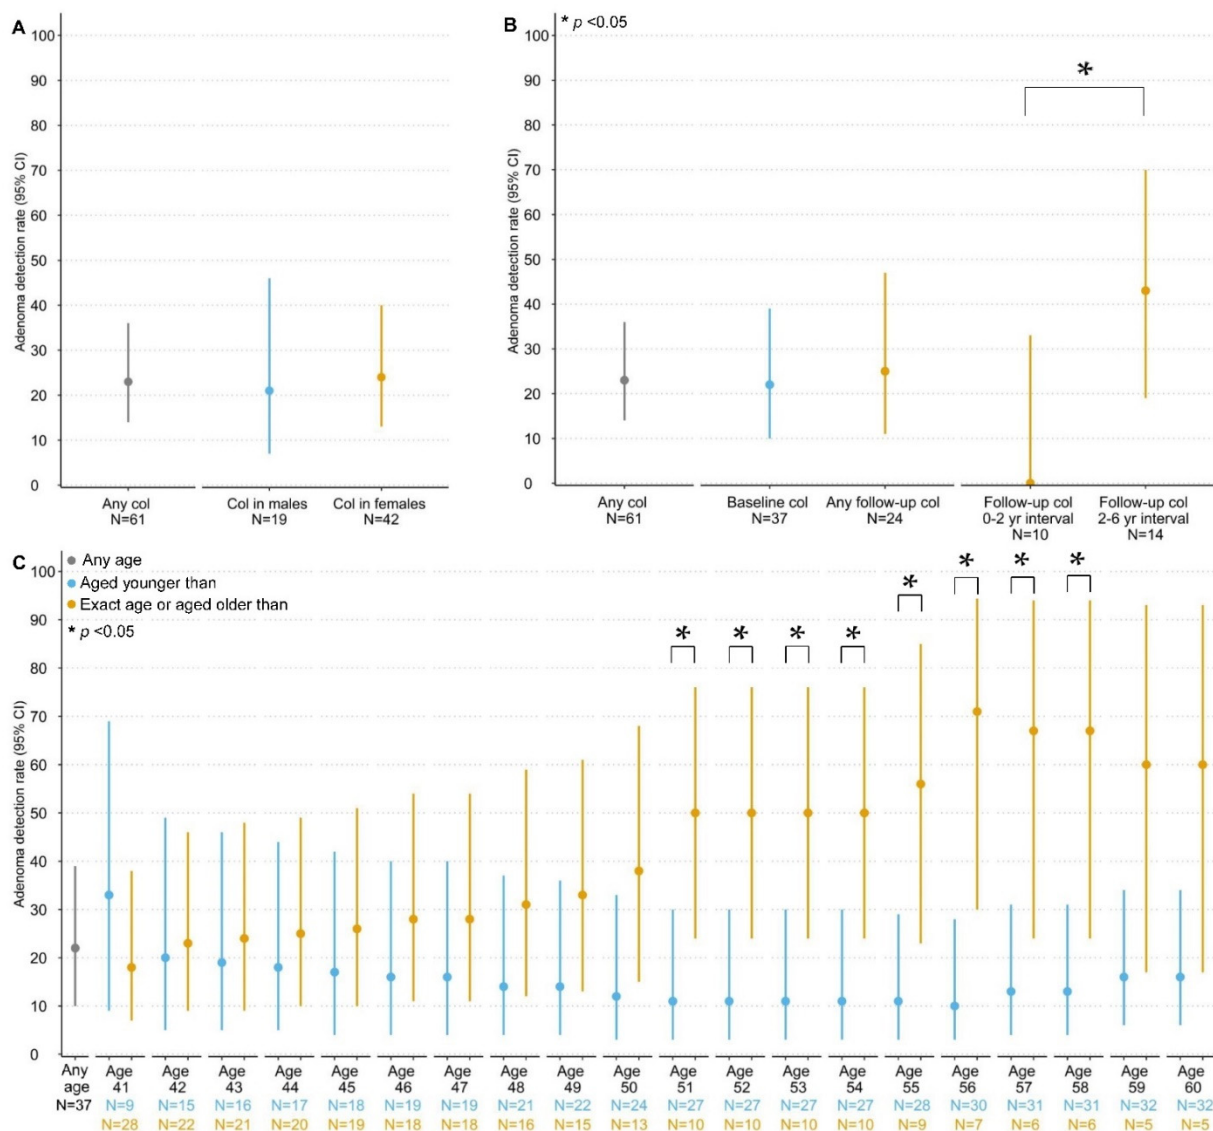 A
Adenoma detection rate (95% CI)
100
90
80
70
60
50
40
30
20
10
0
Any col
N=61
Col in males
N=19
Col in females
N=42
B
* p <0.05
Adenoma detection rate (95% CI)
100
90
80
70
60
50
40
30
20
10
0
*
Any col
N=61
Baseline col
N=37
Any follow-up col
N=24
Follow-up col
0-2 yr interval
N=10
Follow-up col
2-6 yr interval
N=14
C
Any age
Aged younger than
Exact age or aged older than
* p <0.05
Adenoma detection rate (95% CI)
100
90
80
70
60
50
40
30
20
10
0
* * * * * * * *
Any Age Age Age Age Age Age Age Age Age Age Age Age Age Age Age Age Age Age Age Age
age 41 42 43 44 45 46 47 48 49 50 51 52 53 54 55 56 57 58 59 60
N=37 N=9 N=15 N=16 N=17 N=18 N=19 N=19 N=21 N=22 N=24 N=27 N=27 N=27 N=27 N=28 N=30 N=31 N=31 N=32 N=32
N=28 N=22 N=21 N=20 N=19 N=18 N=18 N=16 N=15 N=13 N=10 N=10 N=10 N=10 N=9 N=7 N=6 N=6 N=5 N=5